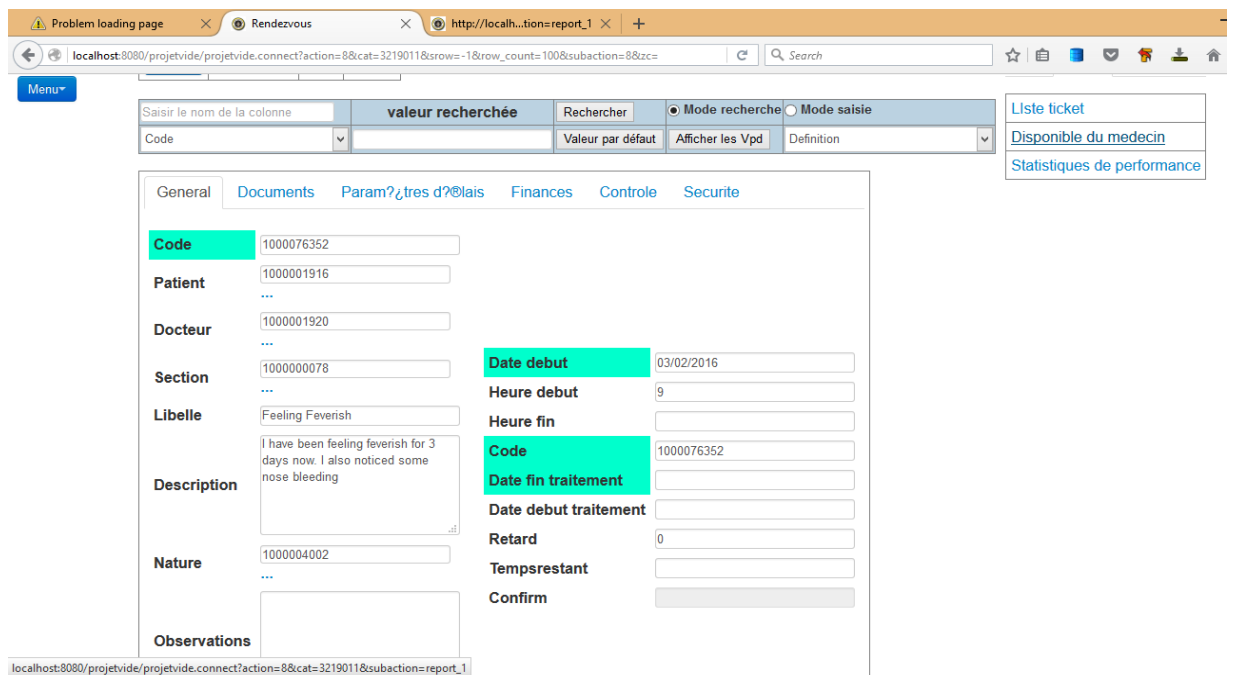 Problem loading page
Rendezvous
http://localh...tion=report_1
localhost:8080/projetvide/projetvide.connect?action=8&cat=3219011&srow=-1&row_count=100&subaction=8&lzc=
Search
Menu
Saisir le nom de la colonne
valeur recherchée
Rechercher
Mode recherche
Mode saisie
Code
Valeur par défaut
Afficher les Vpd
Definition
LIste ticket
Disponible du medecin
Statistiques de performance
General
Documents
Param?¿tres d?®lais
Finances
Controle
Securite
Code
1000076352
Patient
1000001916
...
Docteur
1000001920
...
Section
1000000078
...
Libelle
Feeling Feverish
Description
I have been feeling feverish for 3
days now. I also noticed some
nose bleeding
Nature
1000004002
...
Observations
Date debut
03/02/2016
Heure debut
9
Heure fin
Code
1000076352
Date fin traitement
Date debut traitement
Retard
0
Tempsrestant
Confirm
localhost:8080/projetvide/projetvide.connect?action=8&cat=3219011&subaction=report_1